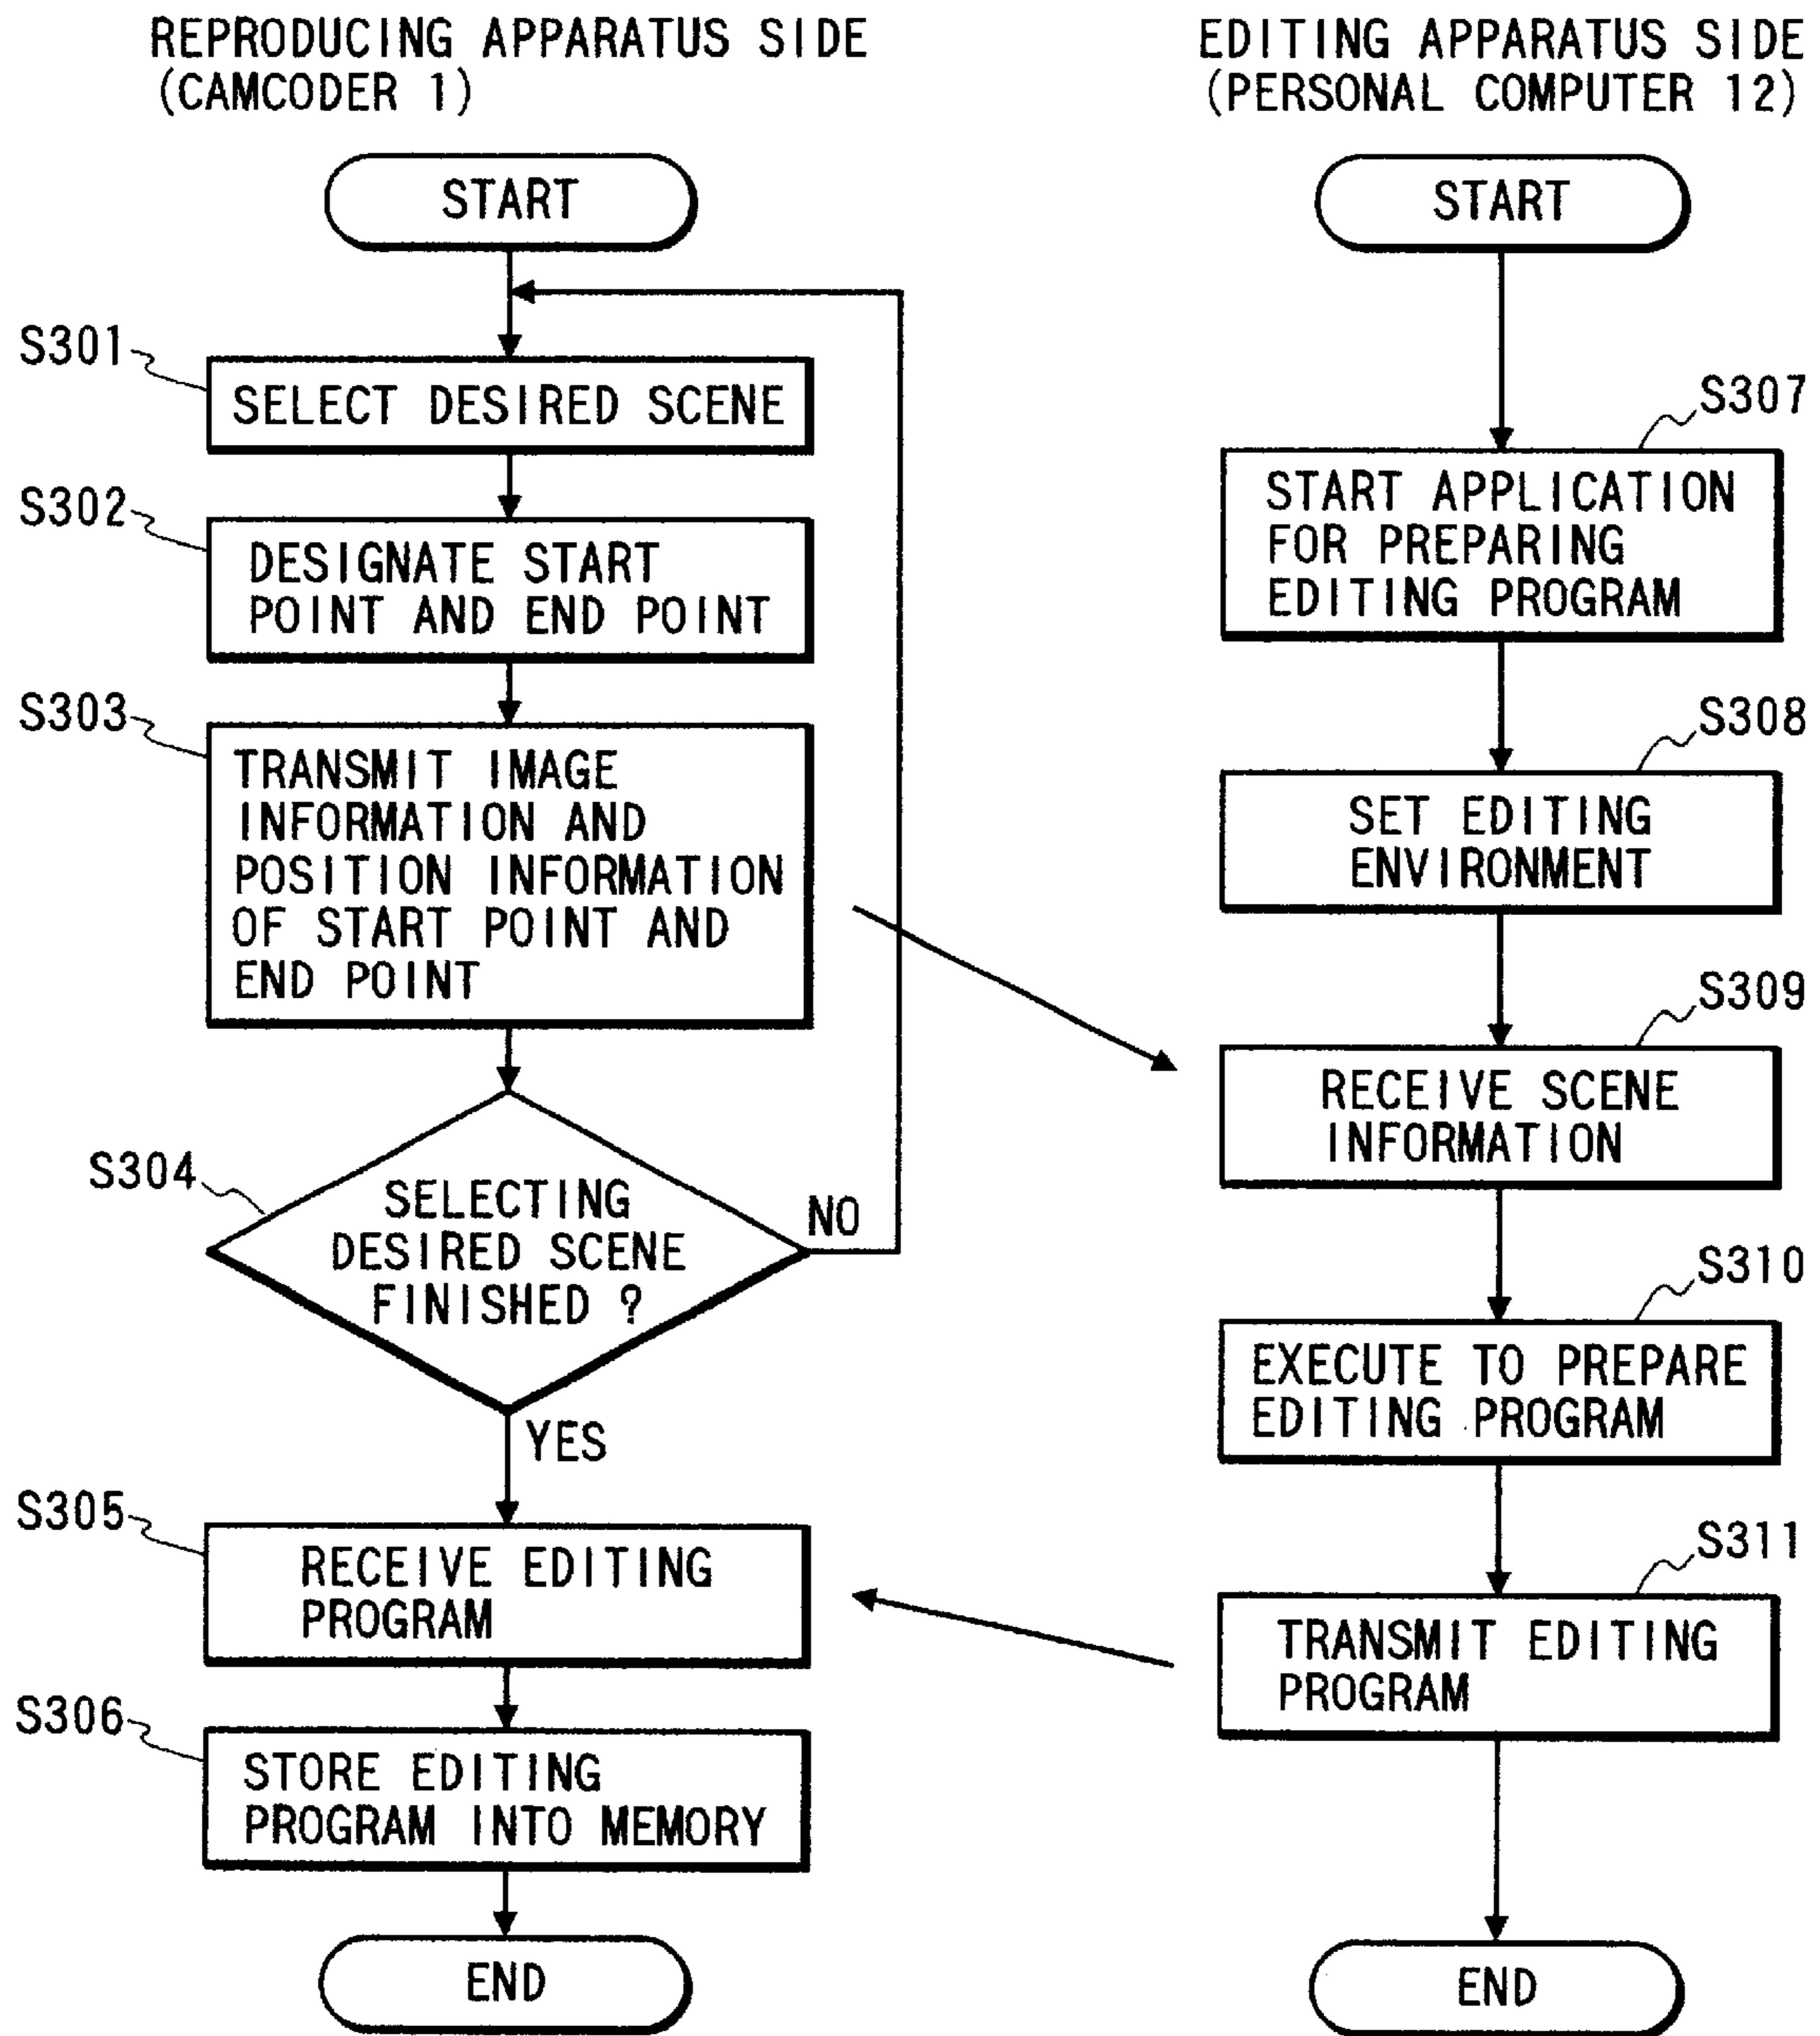 REPRODUCING APPARATUS SIDE
(CAMCODER 1)
START
S301
SELECT DESIRED SCENE
S302
DESIGNATE START
POINT AND END POINT
S303
TRANSMIT IMAGE
INFORMATION AND
POSITION INFORMATION
OF START POINT AND
END POINT
S304
SELECTING
DESIRED SCENE
FINISHED ?
NO
YES
S305
RECEIVE EDITING
PROGRAM
S306
STORE EDITING
PROGRAM INTO MEMORY
END
EDITING APPARATUS SIDE
(PERSONAL COMPUTER 12)
START
S307
START APPLICATION
FOR PREPARING
EDITING PROGRAM
S308
SET EDITING
ENVIRONMENT
S309
RECEIVE SCENE
INFORMATION
S310
EXECUTE TO PREPARE
EDITING PROGRAM
S311
TRANSMIT EDITING
PROGRAM
END